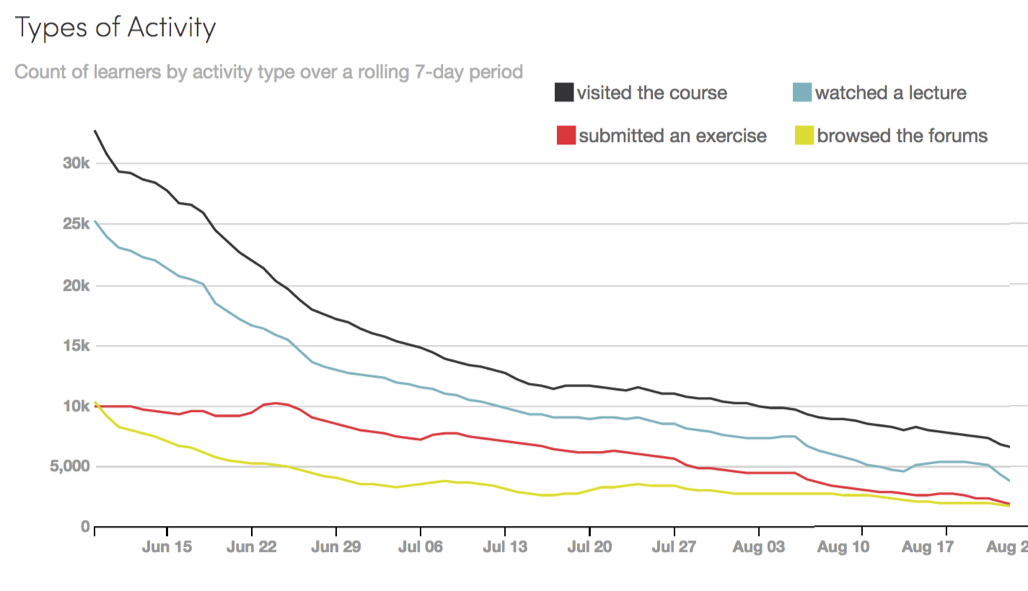 Types of Activity
Count of learners by activity type over a rolling 7-day period
visited the course
watched a lecture
submitted an exercise
browsed the forums
30k
25k
20k
15k
10k
5,000
0
Jun 15 Jun 22 Jun 29 Jul 06 Jul 13 Jul 20 Jul 27 Aug 03 Aug 10 Aug 17 Aug 2